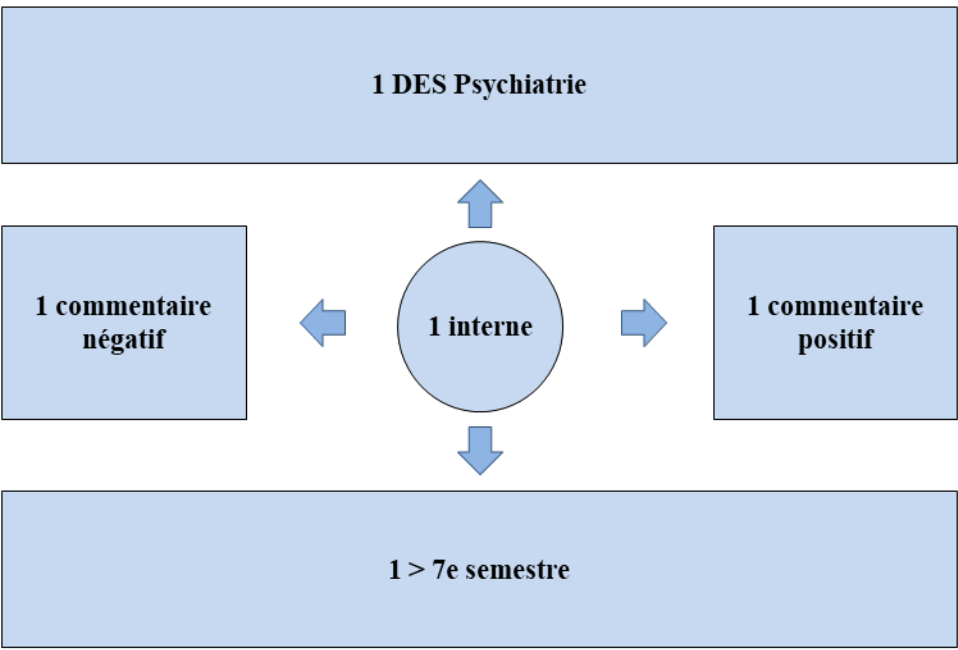 1 DES Psychiatrie
1 commentaire
négatif
1 interne
1 commentaire
positif
1 > 7e semestre